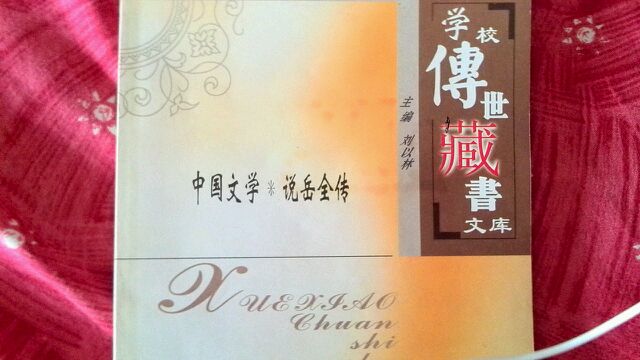 学校
傳世
藏書
文库
主编 刘以林
中国文学※说岳全传
XUEXIAO
Chuan
shi